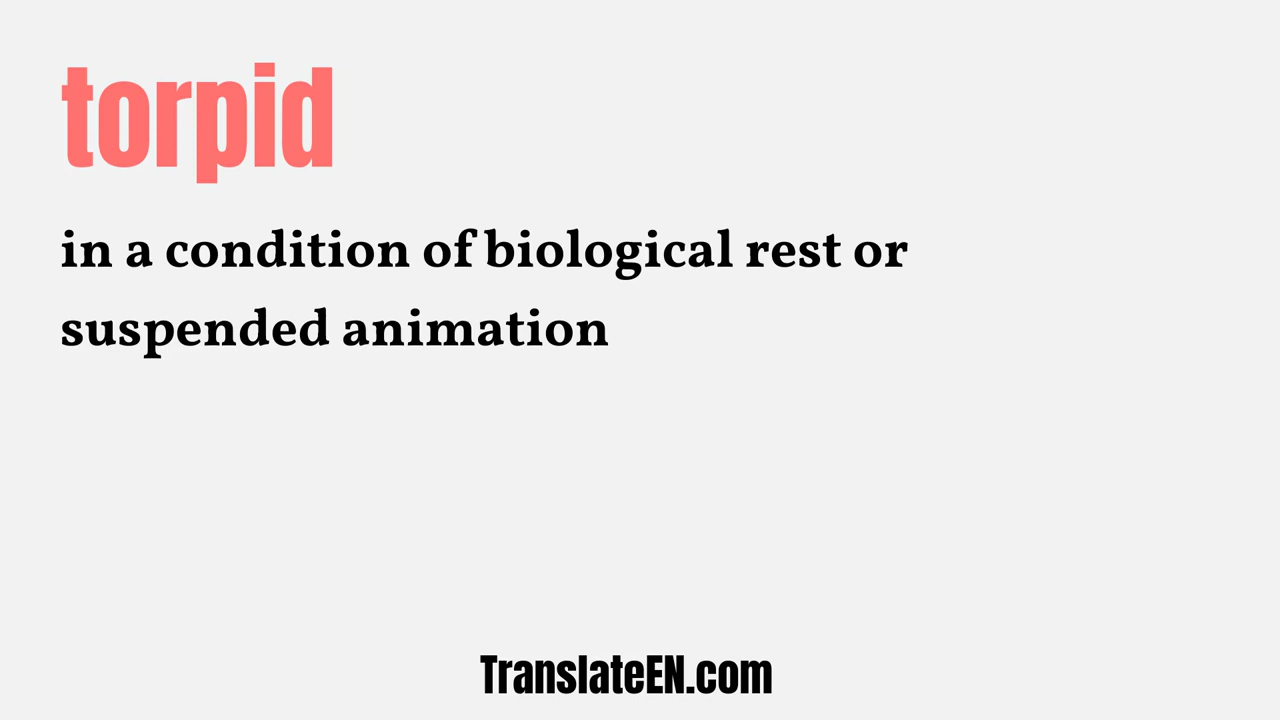 torpid
in a condition of biological rest or
suspended animation
TranslateEN.com